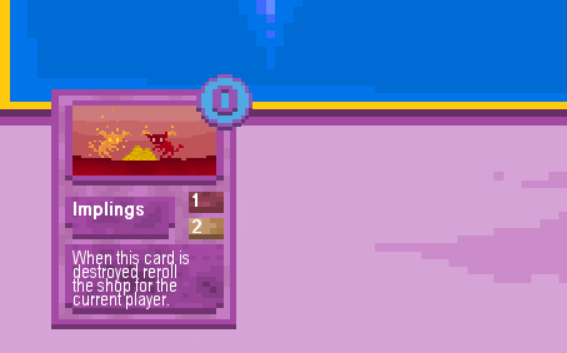 0
Implings
1
2
When this card is
destroyed reroll
the shop for the
current player.